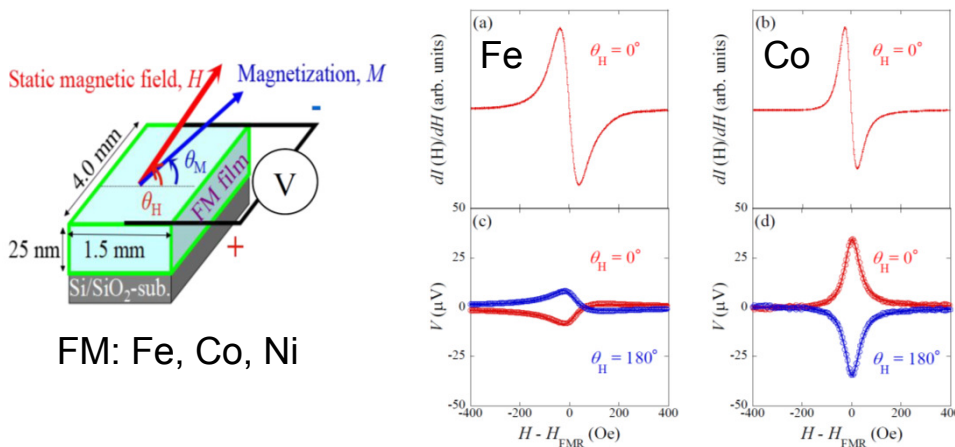 Static magnetic field, H
Magnetization, M
-
4.0 mm
θM
θH
FM film
V
25 nm
1.5 mm
+
Si/SiO2-sub.
FM: Fe, Co, Ni
(a)
Fe
θH = 0°
dI (H)/dH (arb. units)
(b)
Co
θH = 0°
dI (H)/dH (arb. units)
(c)
θH = 0°
θH = 180°
V (μV)
50
25
0
-25
-50
-400 -200 0 200 400
H - HFMR (Oe)
(d)
θH = 0°
θH = 180°
V (μV)
50
25
0
-25
-50
-400 -200 0 200 400
H - HFMR (Oe)